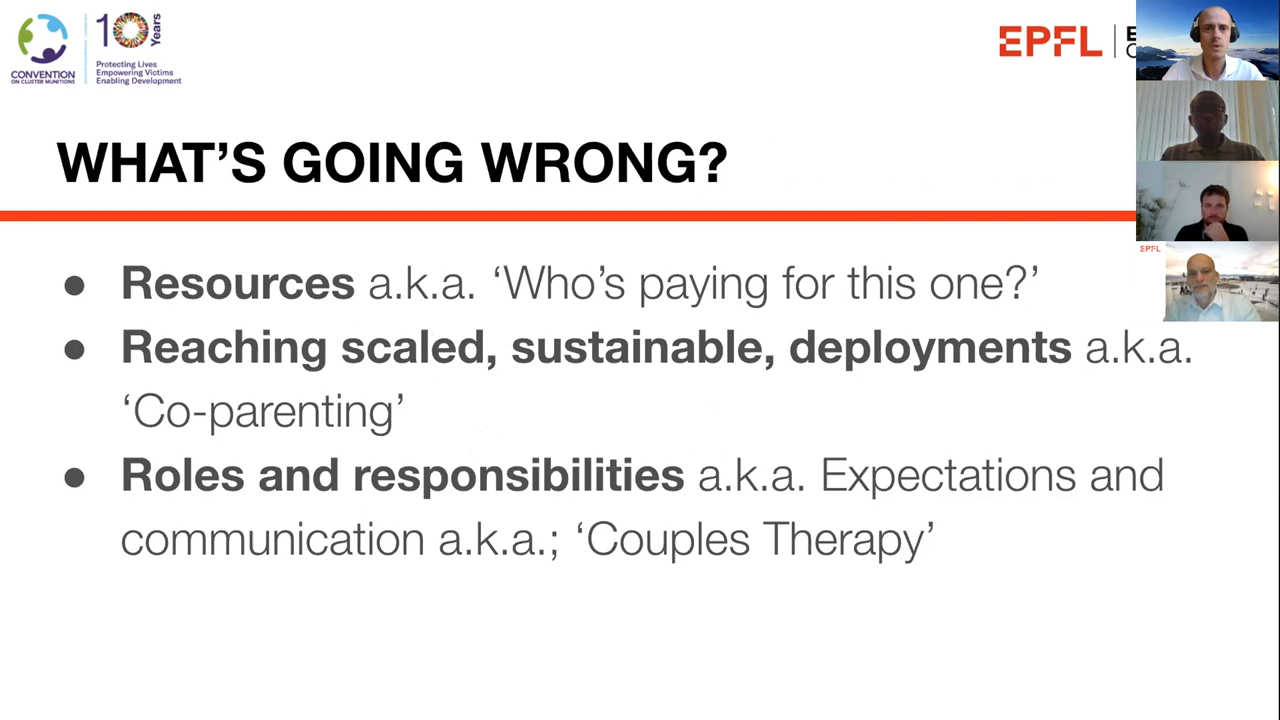 CONVENTION
ON CLUSTER MUNITIONS
10 Years
Protecting Lives
Empowering Victims
Enabling Development
EPFL
WHAT’S GOING WRONG?
EPFL
● Resources a.k.a. ‘Who’s paying for this one?’
● Reaching scaled, sustainable, deployments a.k.a.
‘Co-parenting’
● Roles and responsibilities a.k.a. Expectations and
communication a.k.a.; ‘Couples Therapy’